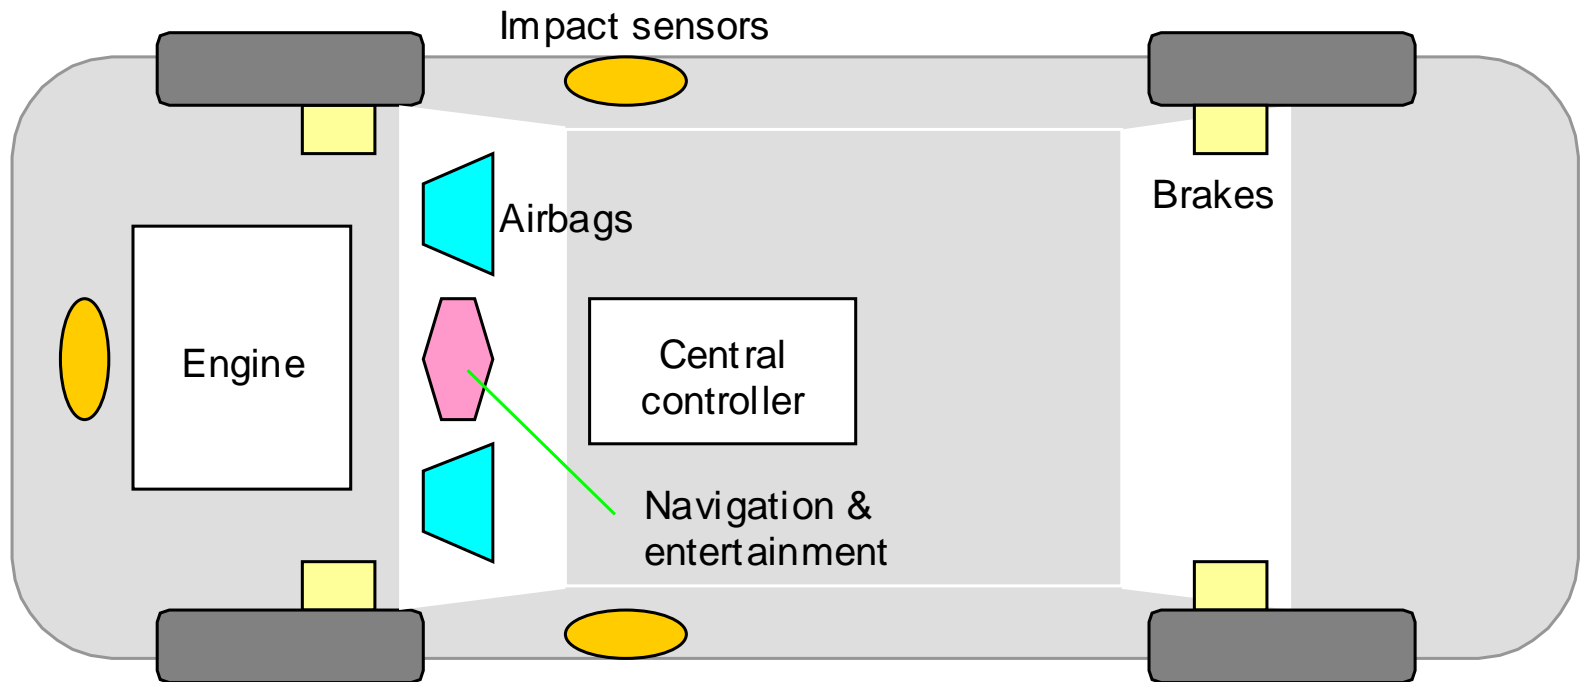 Impact sensors
Airbags
Brakes
Engine
Central
controller
Navigation &
entertainment